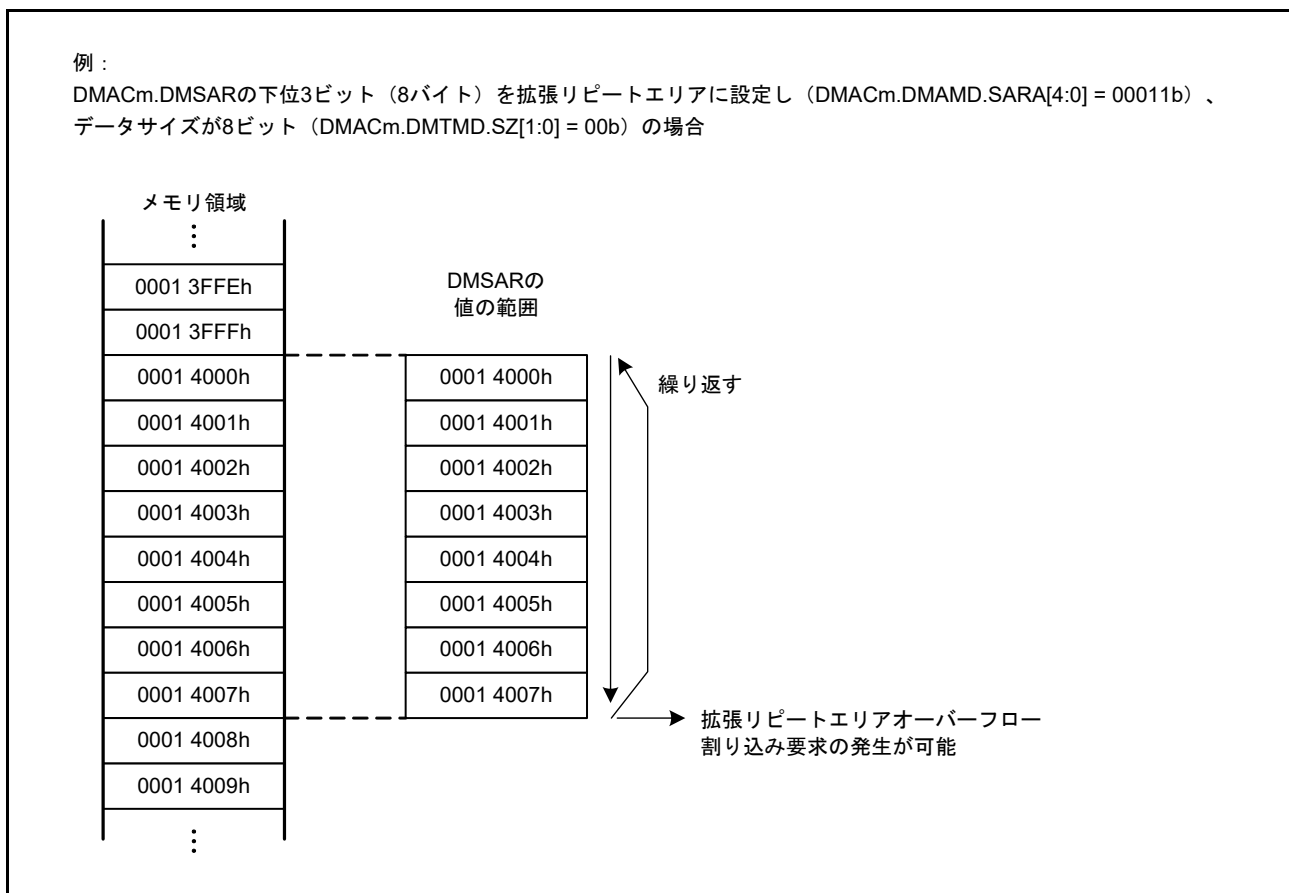 例：
DMACm.DMSARの下位3ビット（8バイト）を拡張リピートエリアに設定し（DMACm.DMAMD.SARA[4:0] = 00011b）、
データサイズが8ビット（DMACm.DMTMD.SZ[1:0] = 00b）の場合
メモリ領域
⋮
0001 3FFEh
0001 3FFFh
0001 4000h
0001 4001h
0001 4002h
0001 4003h
0001 4004h
0001 4005h
0001 4006h
0001 4007h
0001 4008h
0001 4009h
⋮
DMSARの
値の範囲
0001 4000h
0001 4001h
0001 4002h
0001 4003h
0001 4004h
0001 4005h
0001 4006h
0001 4007h
繰り返す
拡張リピートエリアオーバーフロー
割り込み要求の発生が可能